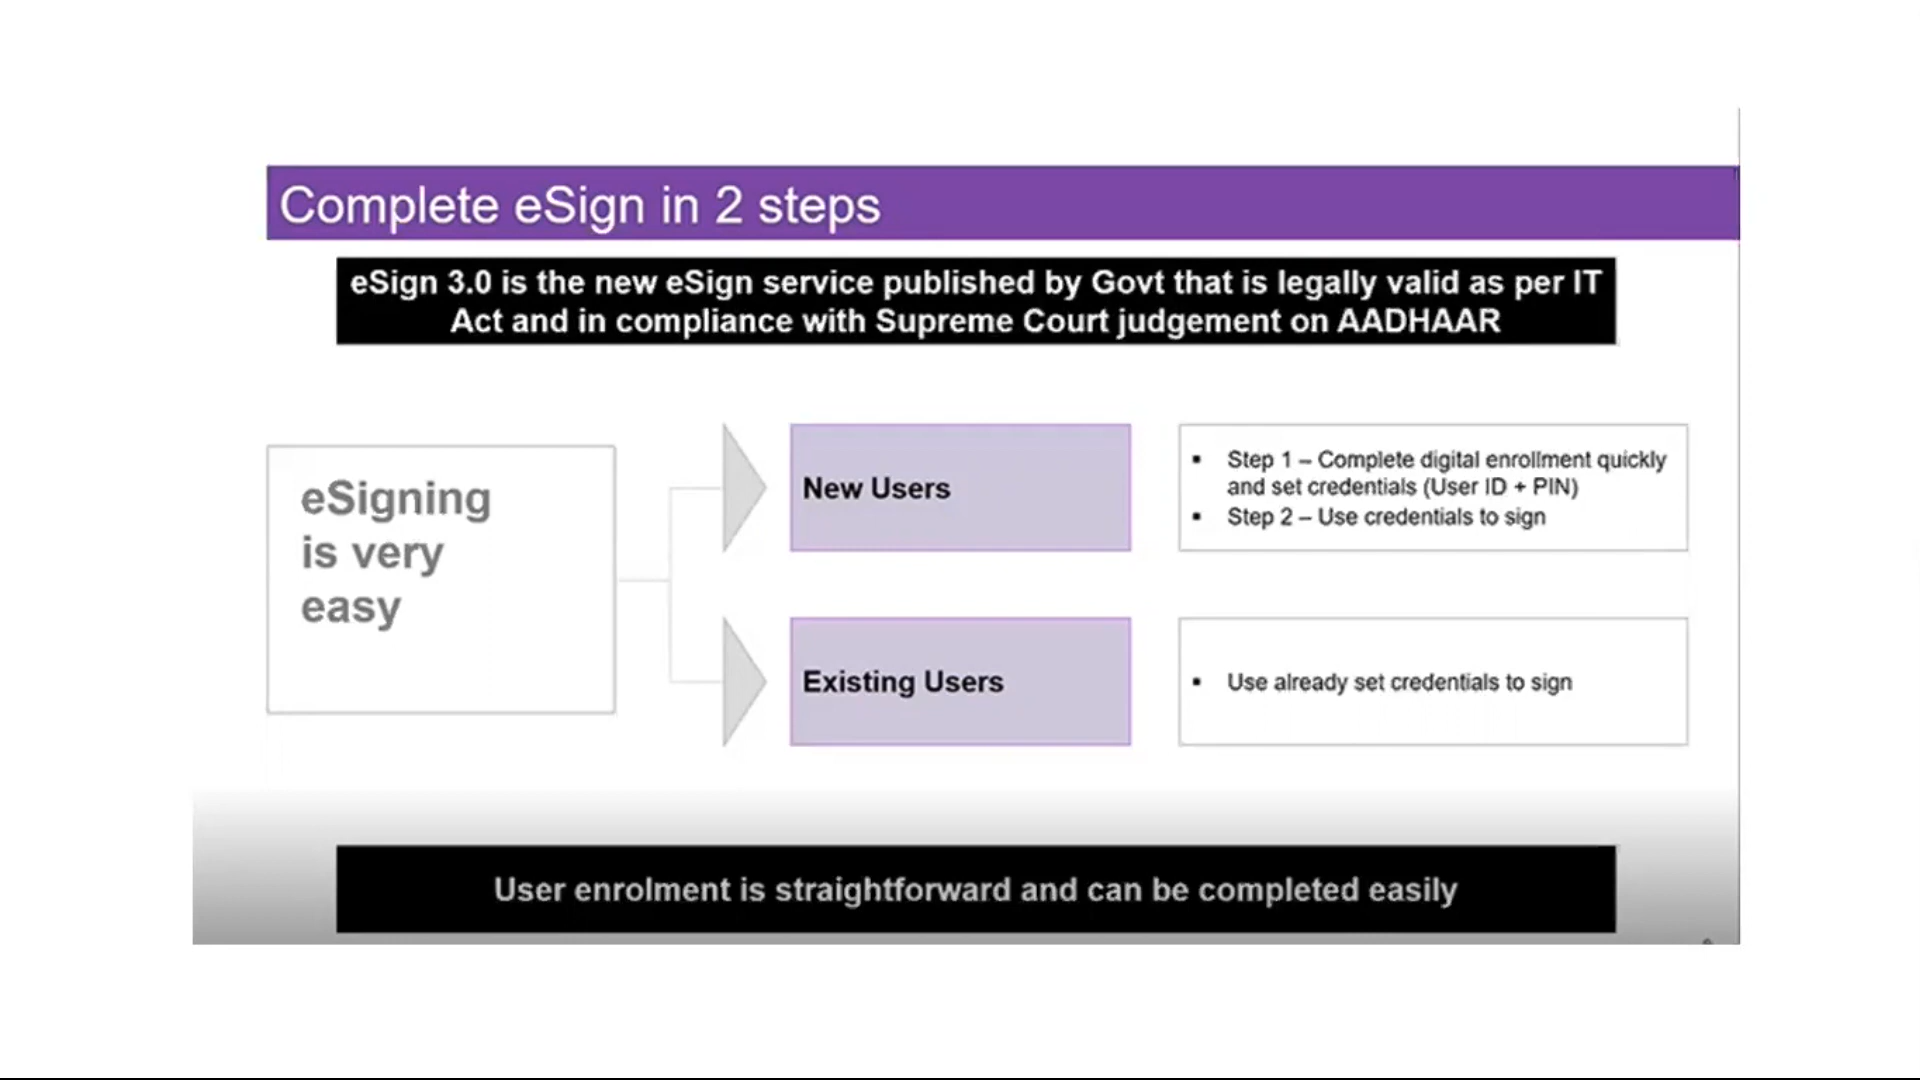 Complete eSign in 2 steps
eSign 3.0 is the new eSign service published by Govt that is legally valid as per IT
Act and in compliance with Supreme Court judgement on AADHAAR
eSigning
is very
easy
New Users
▪ Step 1 – Complete digital enrollment quickly
and set credentials (User ID + PIN)
▪ Step 2 – Use credentials to sign
Existing Users
▪ Use already set credentials to sign
User enrolment is straightforward and can be completed easily